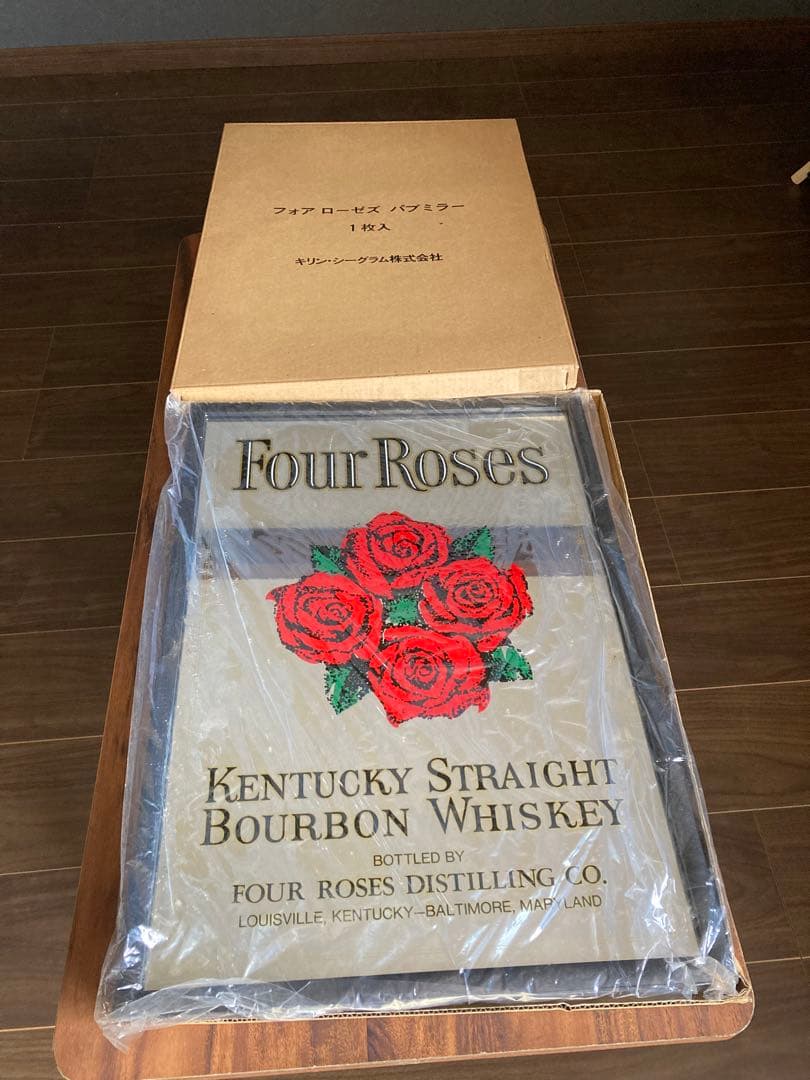 フォア ローゼズ パブミラー
1枚入
キリン・シーグラム株式会社
Four Roses
KENTUCKY STRAIGHT
BOURBON WHISKEY
BOTTLED BY
FOUR ROSES DISTILLING CO.
LOUISVILLE, KENTUCKY—BALTIMORE, MARYLAND